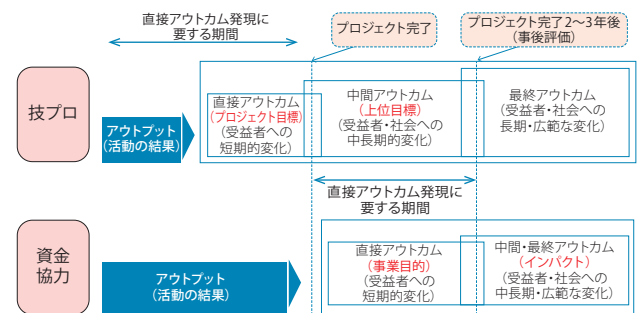 直接アウトカム発現に
要する期間
プロジェクト完了
プロジェクト完了2～3年後
（事後評価）
技プロ
アウトプット
（活動の結果）
直接アウトカム
（プロジェクト目標）
（受益者への
短期的変化）
中間アウトカム
（上位目標）
（受益者・社会への
中長期的変化）
最終アウトカム
（受益者・社会への
長期・広範な変化）
直接アウトカム発現に
要する期間
資金
協力
アウトプット
（活動の結果）
直接アウトカム
（事業目的）
（受益者への
短期的変化）
中間・最終アウトカム
（インパクト）
（受益者・社会への
中長期・広範な変化）